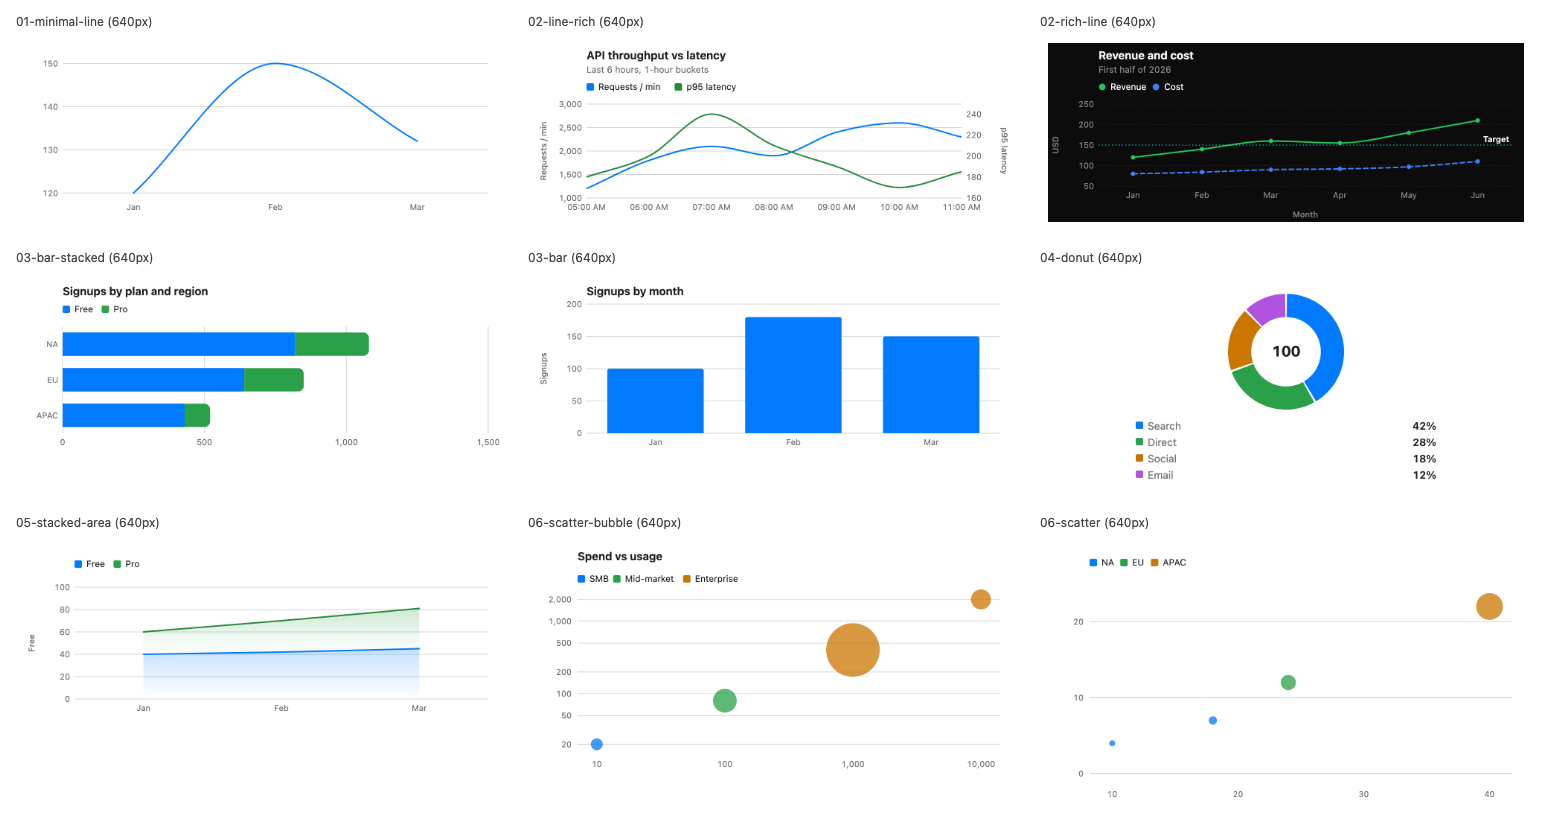 01-minimal-line (640px)
150
140
130
120
Jan Feb Mar
02-line-rich (640px)
API throughput vs latency
Last 6 hours, 1-hour buckets
Requests / min p95 latency
Requests / min
3,000
2,500
2,000
1,500
1,000
240
220
200
180
160
p95 latency
05:00 AM 06:00 AM 07:00 AM 08:00 AM 09:00 AM 10:00 AM 11:00 AM
02-rich-line (640px)
Revenue and cost
First half of 2026
Revenue Cost
USD
250
200
150
100
50
Target
Jan Feb Mar Apr May Jun
Month
03-bar-stacked (640px)
Signups by plan and region
Free Pro
NA
EU
APAC
0 500 1,000 1,500
03-bar (640px)
Signups by month
Signups
200
150
100
50
0
Jan Feb Mar
04-donut (640px)
100
Search 42%
Direct 28%
Social 18%
Email 12%
05-stacked-area (640px)
Free Pro
Free
100
80
60
40
20
0
Jan Feb Mar
06-scatter-bubble (640px)
Spend vs usage
SMB Mid-market Enterprise
2,000
1,000
500
200
100
50
20
10 100 1,000 10,000
06-scatter (640px)
NA EU APAC
20
10
0
10 20 30 40